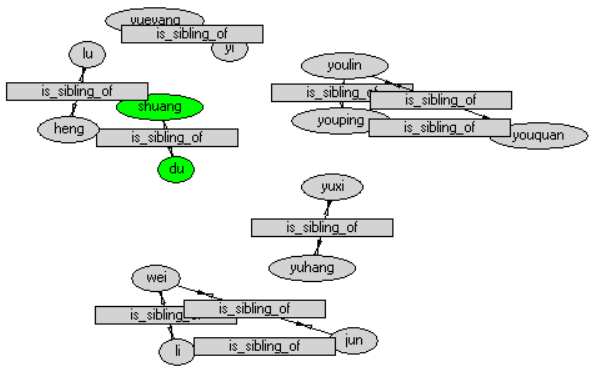 yueyang
is_sibling_of
yi
lu
is_sibling_of
shuang
heng
is_sibling_of
du
youlin
is_sibling_of
is_sibling_of
youping
is_sibling_of
youquan
yuxi
is_sibling_of
yuhang
wei
is_sibling_of
is_sibling_of
jun
li
is_sibling_of